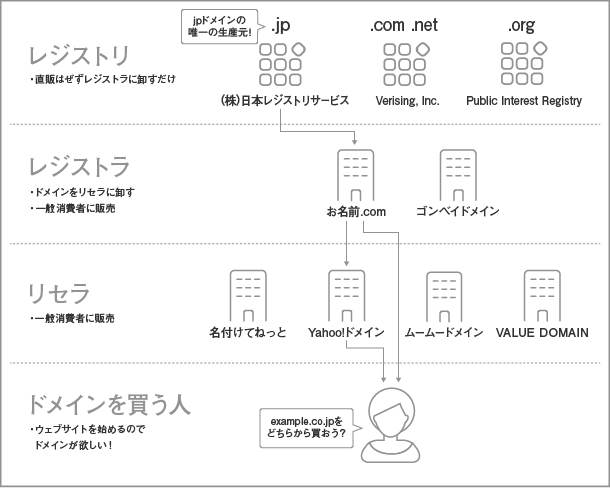 jpドメインの
唯一の生産元!
.jp
.com .net
.org
レジストリ
・直販はぜずレジストラに卸すだけ
(株)日本レジストリサービス
Verising, Inc.
Public Interest Registry
レジストラ
・ドメインをリセラに卸す
・一般消費者に販売
お名前.com
ゴンベイドメイン
リセラ
・一般消費者に販売
名付けてねっと
Yahoo!ドメイン
ムームードメイン
VALUE DOMAIN
ドメインを買う人
・ウェブサイトを始めるので
ドメインが欲しい!
example.co.jpを
どちらから買おう?